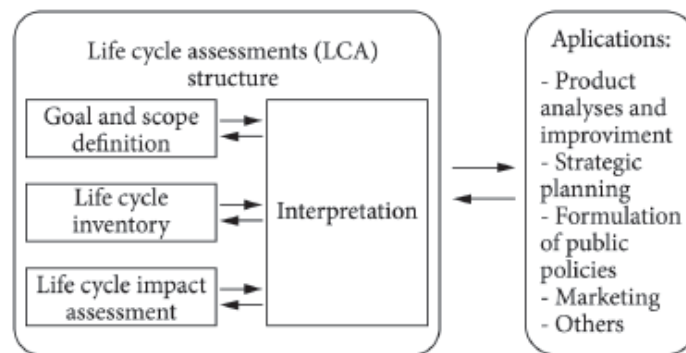 Life cycle assessments (LCA)
structure
Goal and scope
definition
Life cycle
inventory
Life cycle impact
assessment
Interpretation
Aplications:
- Product
analyses and
improviment
- Strategic
planning
- Formulation
of public
policies
- Marketing
- Others